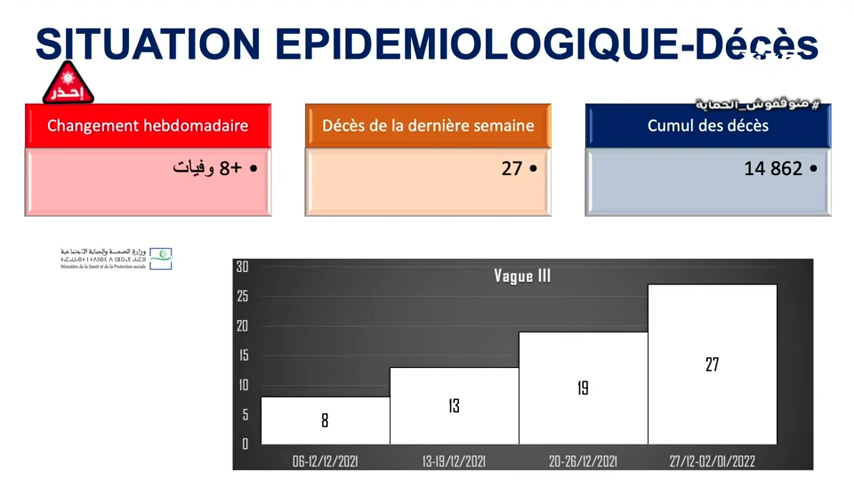 SITUATION EPIDEMIOLOGIQUE-Décès
إحذر
#منوقفوش_الحماية
Changement hebdomadaire
Décès de la dernière semaine
Cumul des décès
• +8 وفيات
27 •
14 862 •
وزارة الصحة والحماية الاجتماعية
Ministère de la Santé et de la Protection sociale
Vague III
30
25
20
15
10
5
0
8
13
19
27
06-12/12/2021
13-19/12/2021
20-26/12/2021
27/12-02/01/2022